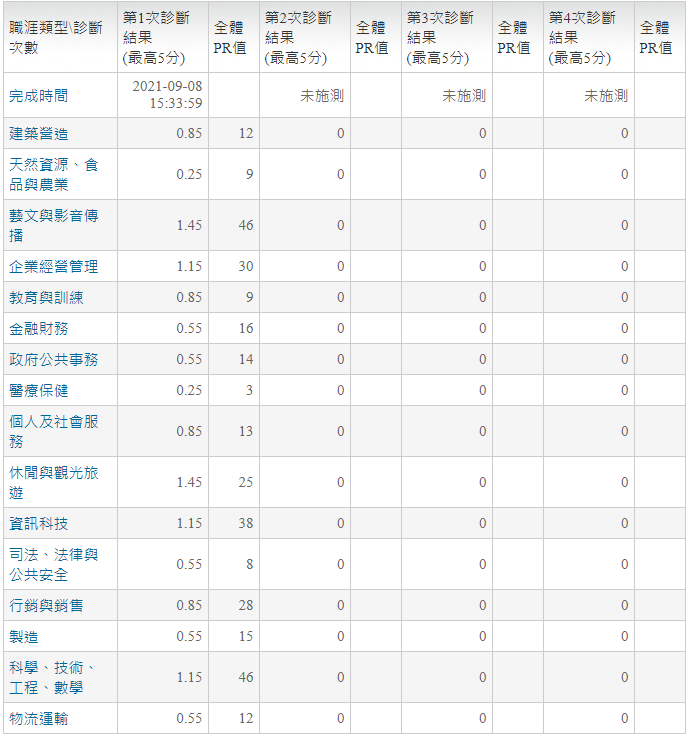 職涯類型\診斷次數 第1次診斷結果(最高5分) 全體PR值 第2次診斷結果(最高5分) 全體PR值 第3次診斷結果(最高5分) 全體PR值 第4次診斷結果(最高5分) 全體PR值
完成時間 2021-09-08 15:33:59 未施測 未施測 未施測
建築營造 0.85 12 0 0 0
天然資源、食品與農業 0.25 9 0 0 0
藝文與影音傳播 1.45 46 0 0 0
企業經營管理 1.15 30 0 0 0
教育與訓練 0.85 9 0 0 0
金融財務 0.55 16 0 0 0
政府公共事務 0.55 14 0 0 0
醫療保健 0.25 3 0 0 0
個人及社會服務 0.85 13 0 0 0
休閒與觀光旅遊 1.45 25 0 0 0
資訊科技 1.15 38 0 0 0
司法、法律與公共安全 0.55 8 0 0 0
行銷與銷售 0.85 28 0 0 0
製造 0.55 15 0 0 0
科學、技術、工程、數學 1.15 46 0 0 0
物流運輸 0.55 12 0 0 0